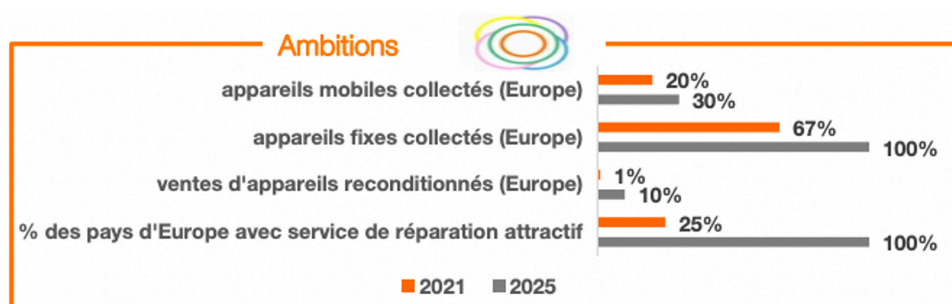 Ambitions
appareils mobiles collectés (Europe)
20%
30%
appareils fixes collectés (Europe)
67%
100%
ventes d'appareils reconditionnés (Europe)
1%
10%
% des pays d'Europe avec service de réparation attractif
25%
100%
2021 2025